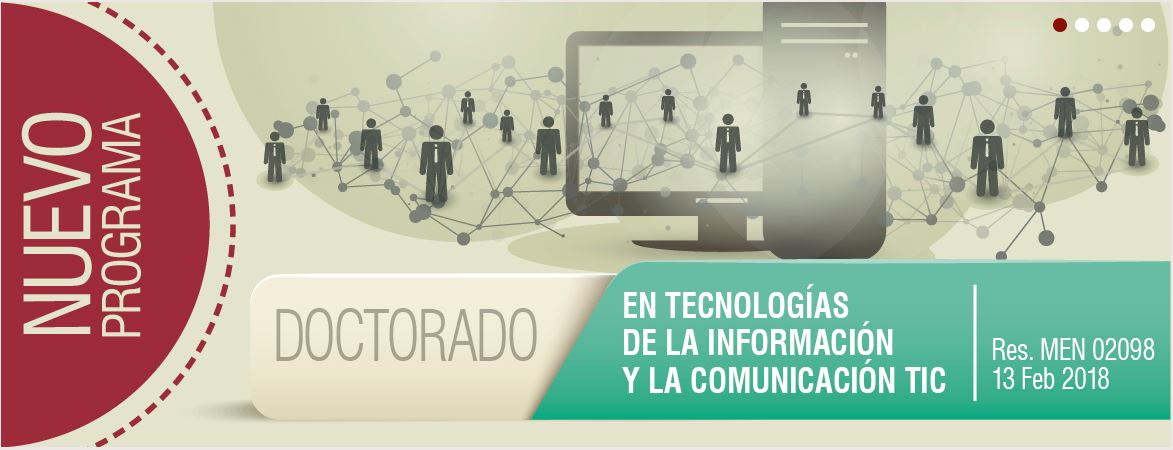 NUEVO
PROGRAMA
DOCTORADO
EN TECNOLOGÍAS
DE LA INFORMACIÓN
Y LA COMUNICACIÓN TIC
Res. MEN 02098
13 Feb 2018